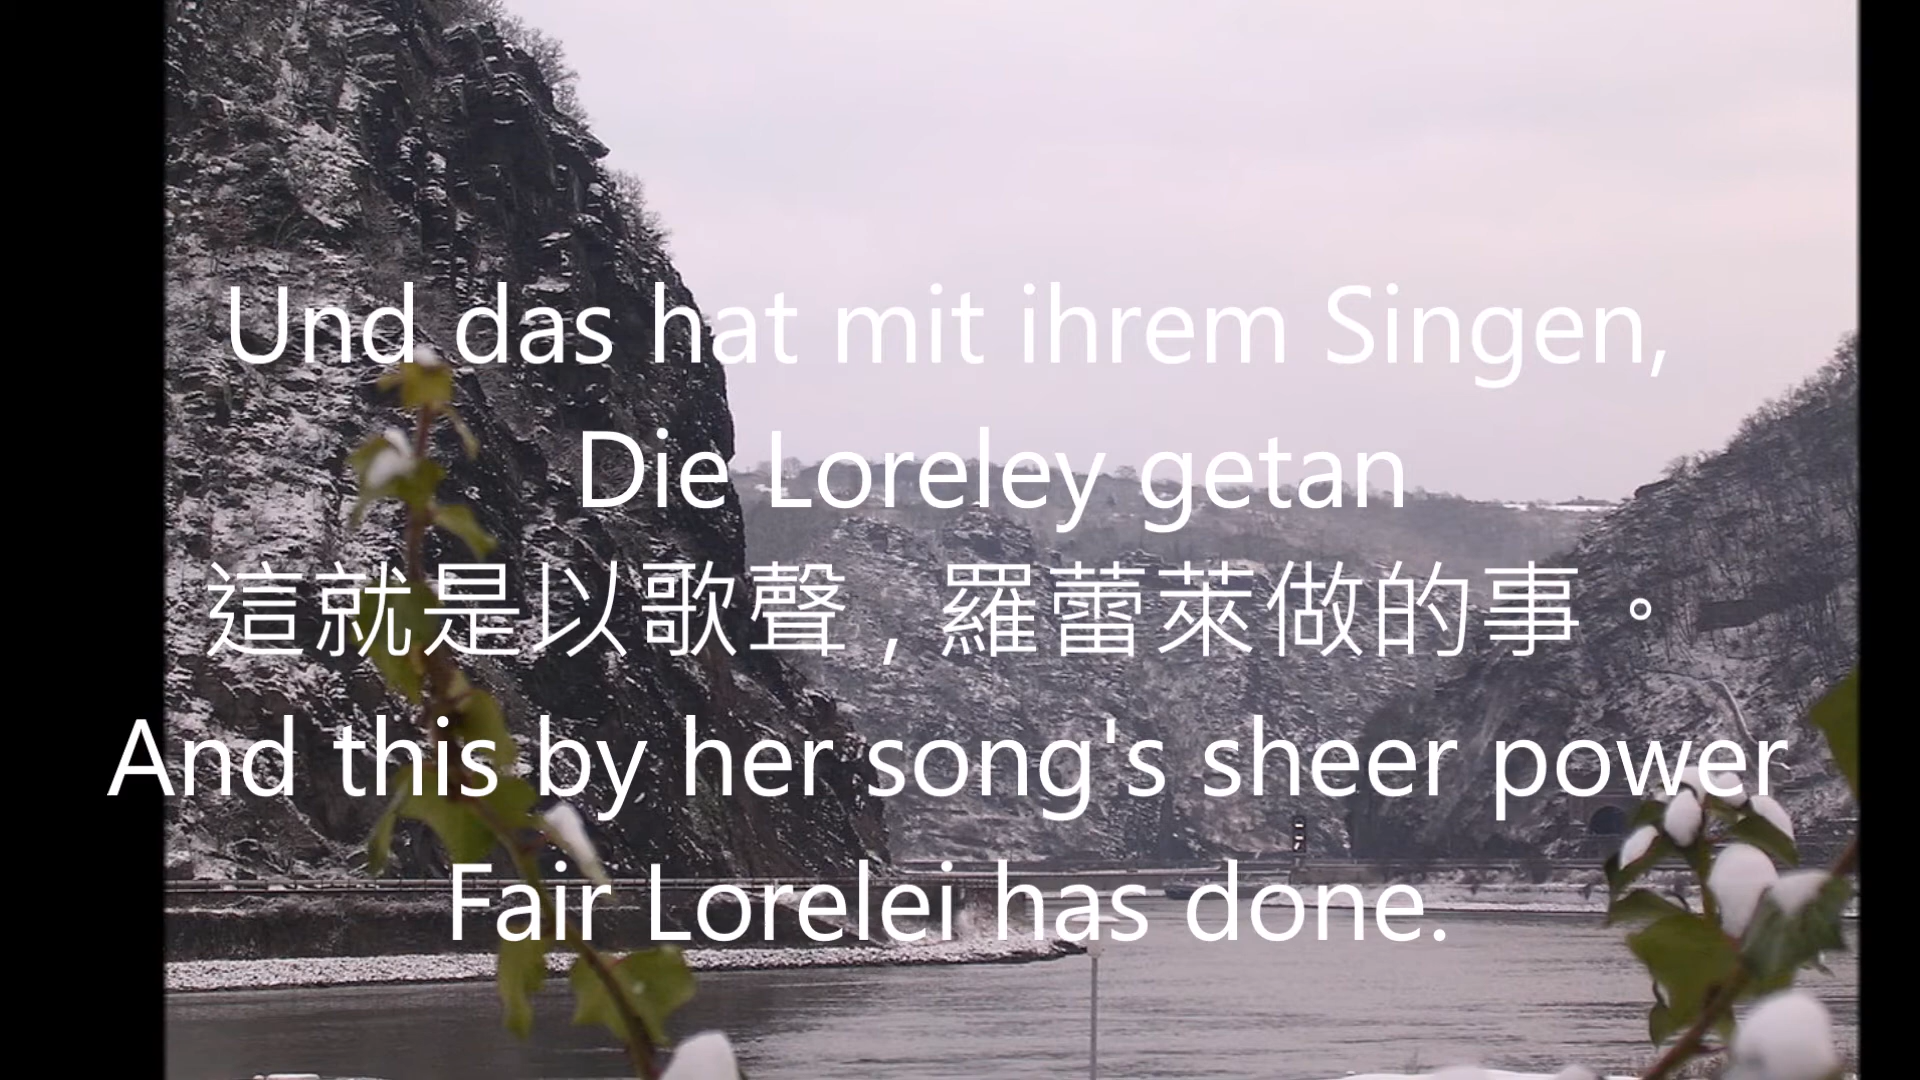 Und das hat mit ihrem Singen,
Die Loreley getan
這就是以歌聲，羅蕾萊做的事。
And this by her song's sheer power
Fair Lorelei has done.